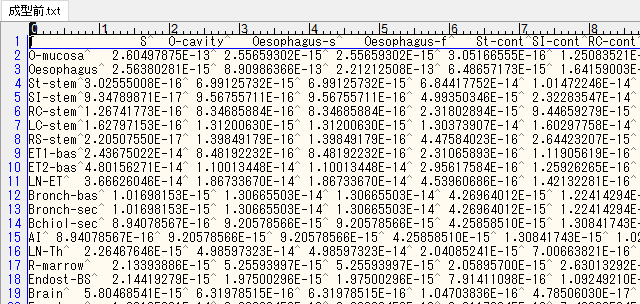 成型前.txt
0 1 2 3 4 5 6 7 8
1 S^ O-cavity^ Oesophagus-s^ Oesophagus-f^ St-cont^ SI-cont^ RC-cont^
2 O-mucosa^ 2.60497875E-13^ 2.55659302E-15^ 2.55659302E-15^ 3.05166555E-16^ 1.25083521E-
3 Oesophagus^ 2.56380281E-15^ 8.90986366E-13^ 2.21212508E-13^ 6.48657173E-15^ 1.64159003E-
4 St-stem^3.02555008E-16^ 6.99125732E-15^ 6.99125732E-15^ 6.84417752E-14^ 1.01472246E-14^
5 SI-stem^9.34789871E-17^ 9.56755711E-16^ 9.56755711E-16^ 4.99350346E-15^ 2.32283547E-14^
6 RC-stem^1.26741773E-16^ 8.34685884E-16^ 8.34685884E-16^ 2.31802894E-15^ 9.44659279E-15^
7 LC-stem^1.62797153E-16^ 1.31200630E-15^ 1.31200630E-15^ 1.30373907E-14^ 1.60297758E-14^
8 RS-stem^2.20507550E-17^ 1.39849179E-16^ 1.39849179E-16^ 4.47584023E-16^ 2.64423207E-15^
9 ET1-bas^2.43675022E-14^ 8.48192232E-16^ 8.48192232E-16^ 2.31065893E-16^ 1.11905619E-16^
10 ET2-bas^4.80156271E-14^ 1.10013448E-14^ 1.10013448E-14^ 2.95617584E-16^ 1.25926265E-16^
11 LN-ET^ 3.66626046E-14^ 1.86733670E-14^ 1.86733670E-14^ 4.53960686E-16^ 1.42132281E-16^
12 Bronch-bas^ 1.01698153E-15^ 1.30665503E-14^ 1.30665503E-14^ 4.26964012E-15^ 1.22414294E-
13 Bronch-sec^ 1.01698153E-15^ 1.30665503E-14^ 1.30665503E-14^ 4.26964012E-15^ 1.22414294E-
14 Bchiol-sec^ 8.94078567E-16^ 9.20578566E-15^ 9.20578566E-15^ 4.25858510E-15^ 1.30841743E-
15 AI^ 8.94078567E-16^ 9.20578566E-15^ 9.20578566E-15^ 4.25858510E-15^ 1.30841743E-15^ 1.0
16 LN-Th^ 2.26467646E-15^ 4.98597323E-14^ 4.98597323E-14^ 2.04085241E-15^ 7.00663821E-16^
17 R-marrow^ 2.13393886E-15^ 5.25593997E-15^ 5.25593997E-15^ 2.05895700E-15^ 2.63013292E-
18 Endost-BS^ 2.14419279E-15^ 1.97500296E-15^ 1.97500296E-15^ 7.91411098E-16^ 1.09249210E-
19 Brain^ 5.80468541E-15^ 6.31978515E-16^ 6.31978515E-16^ 1.04703836E-16^ 4.78506030E-17^